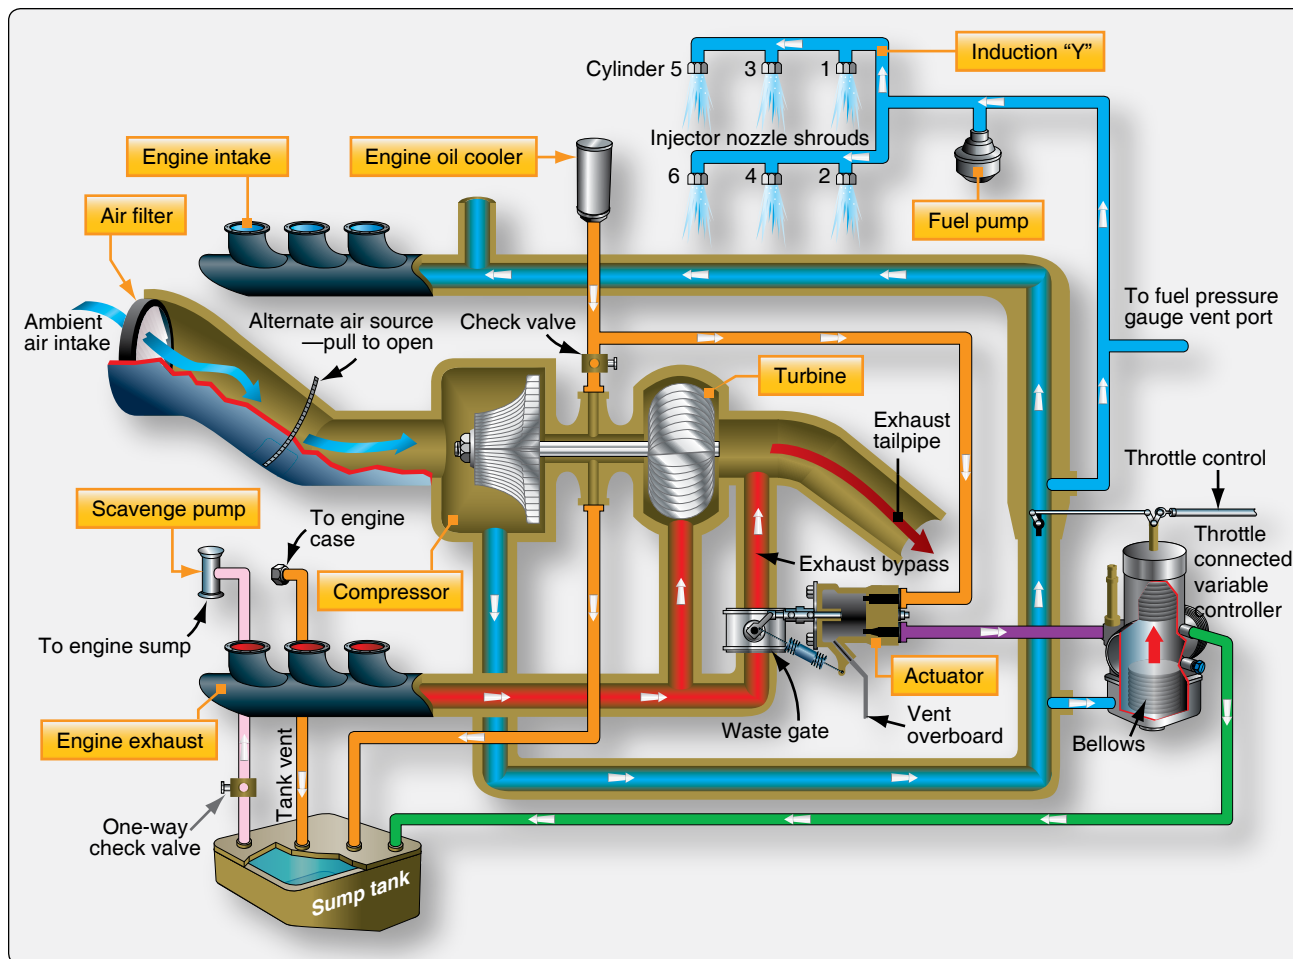 Induction “Y”
Cylinder 5
3
1
Injector nozzle shrouds
6
4
2
Fuel pump
Engine intake
Engine oil cooler
Air filter
Ambient
air intake
Alternate air source
—pull to open
Check valve
Turbine
To fuel pressure
gauge vent port
Exhaust
tailpipe
Throttle control
Throttle
connected
variable
controller
Scavenge pump
To engine
case
Compressor
Exhaust bypass
To engine sump
Actuator
Engine exhaust
Waste gate
Vent
overboard
Bellows
Tank vent
One-way
check valve
Sump tank